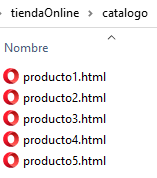 tiendaOnline > catalogo
Nombre
producto1.html
producto2.html
producto3.html
producto4.html
producto5.html